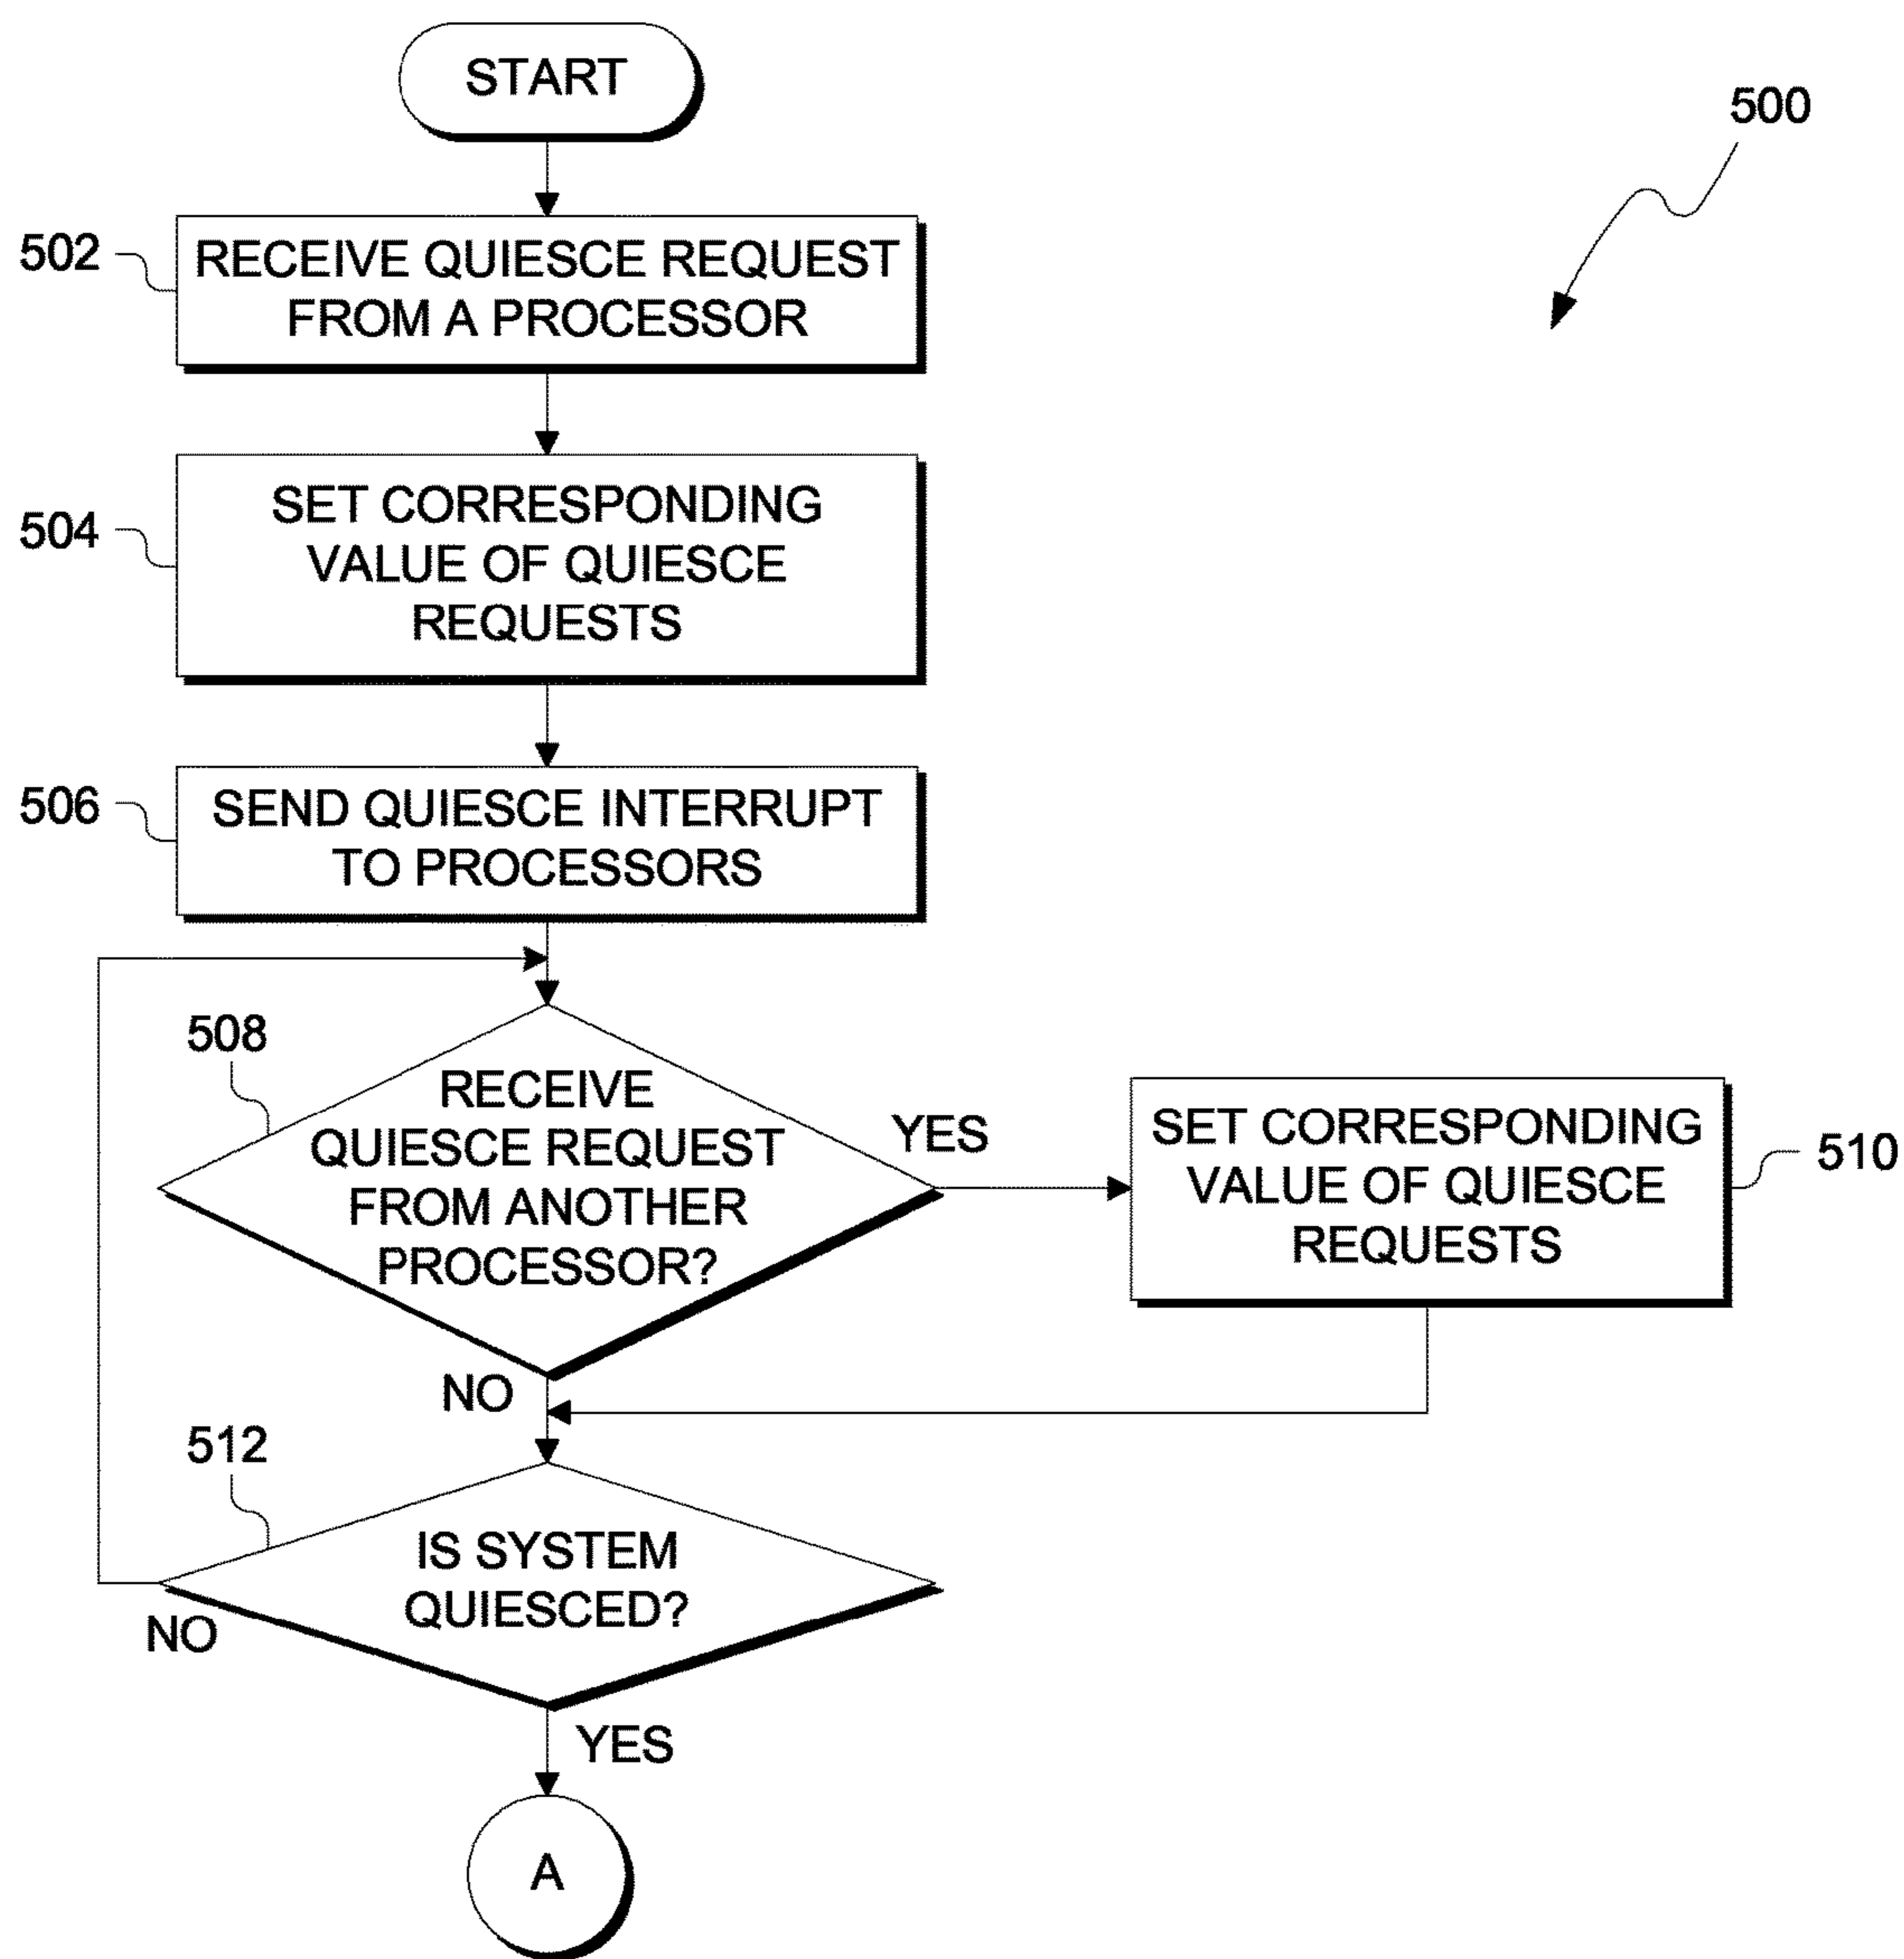 START
500
502
RECEIVE QUIESCE REQUEST
FROM A PROCESSOR
504
SET CORRESPONDING
VALUE OF QUIESCE
REQUESTS
506
SEND QUIESCE INTERRUPT
TO PROCESSORS
508
RECEIVE
QUIESCE REQUEST
FROM ANOTHER
PROCESSOR?
YES
SET CORRESPONDING
VALUE OF QUIESCE
REQUESTS
510
NO
512
IS SYSTEM
QUIESCED?
NO
YES
A